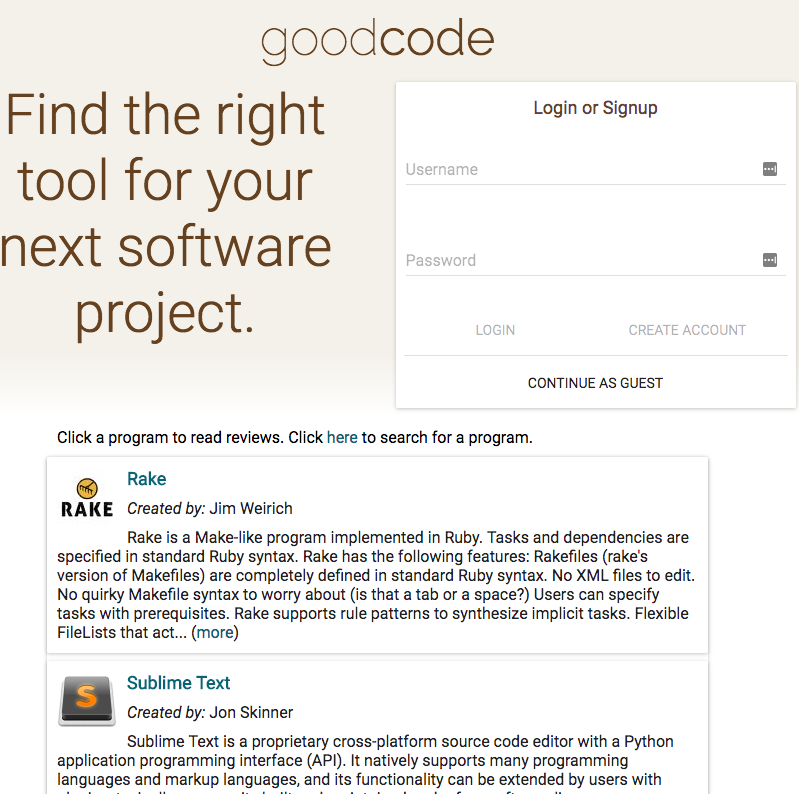 goodcode
Find the right
tool for your
next software
project.
Login or Signup
Username
Password
LOGIN
CREATE ACCOUNT
CONTINUE AS GUEST
Click a program to read reviews. Click here to search for a program.
RAKE
Rake
Created by: Jim Weirich
Rake is a Make-like program implemented in Ruby. Tasks and dependencies are
specified in standard Ruby syntax. Rake has the following features: Rakefiles (rake's
version of Makefiles) are completely defined in standard Ruby syntax. No XML files to edit.
No quirky Makefile syntax to worry about (is that a tab or a space?) Users can specify
tasks with prerequisites. Rake supports rule patterns to synthesize implicit tasks. Flexible
FileLists that act... (more)
S
Sublime Text
Created by: Jon Skinner
Sublime Text is a proprietary cross-platform source code editor with a Python
application programming interface (API). It natively supports many programming
languages and markup languages, and its functionality can be extended by users with